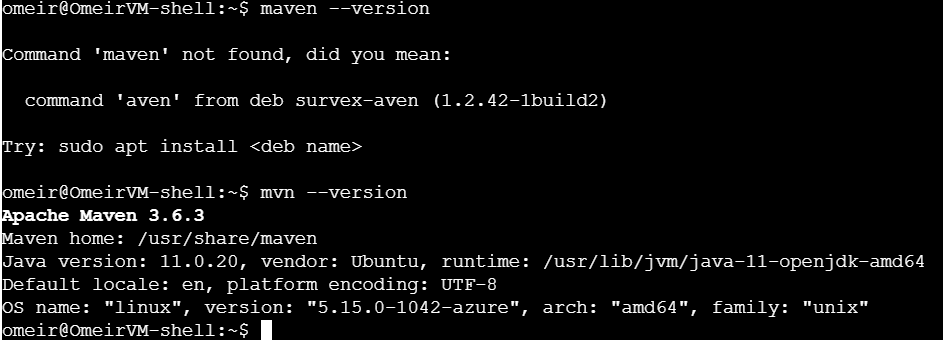 omeir@OmeirVM-shell:~$ maven --version
Command 'maven' not found, did you mean:
command 'aven' from deb survex-aven (1.2.42-1build2)
Try: sudo apt install <deb name>
omeir@OmeirVM-shell:~$ mvn --version
Apache Maven 3.6.3
Maven home: /usr/share/maven
Java version: 11.0.20, vendor: Ubuntu, runtime: /usr/lib/jvm/java-11-openjdk-amd64
Default locale: en, platform encoding: UTF-8
OS name: "linux", version: "5.15.0-1042-azure", arch: "amd64", family: "unix"
omeir@OmeirVM-shell:~$